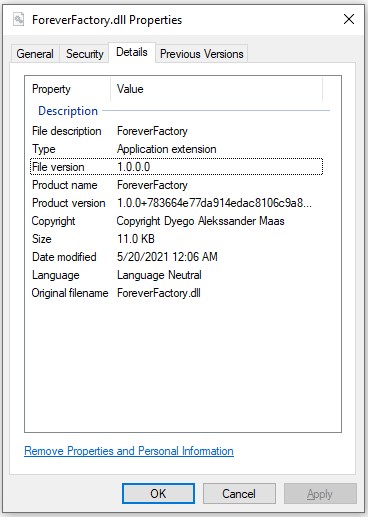 ForeverFactory.dll Properties
General Security Details Previous Versions
Property Value
Description
File description ForeverFactory
Type Application extension
File version 1.0.0.0
Product name ForeverFactory
Product version 1.0.0+783664e77da914edac8106c9a8...
Copyright Copyright Dyego Alekssander Maas
Size 11.0 KB
Date modified 5/20/2021 12:06 AM
Language Language Neutral
Original filename ForeverFactory.dll
Remove Properties and Personal Information
OK Cancel Apply